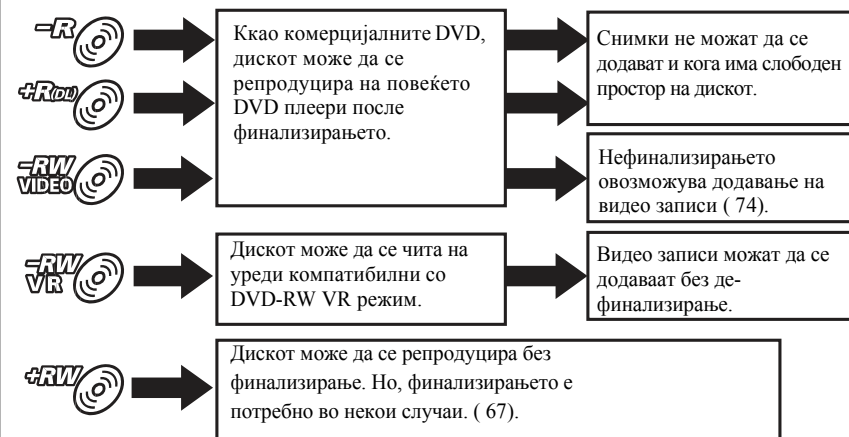 -R
Ккао комерцијалните DVD,
дискот може да се
репродуцира на повеќето
DVD плеери после
финализирањето.
Снимки не можат да се
додават и кога има слободен
простор на дискот.
+R(DL)
-RW
VIDEO
Нефинализирањето
овозможува додавање на
видео записи ( 74).
-RW
VR
Дискот може да се чита на
уреди компатибилни со
DVD-RW VR режим.
Видео записи можат да се
додаваат без де-
финализирање.
+RW
Дискот може да се репродуцира без
финализирање. Но, финализирањето е
потребно во некои случаи. ( 67).